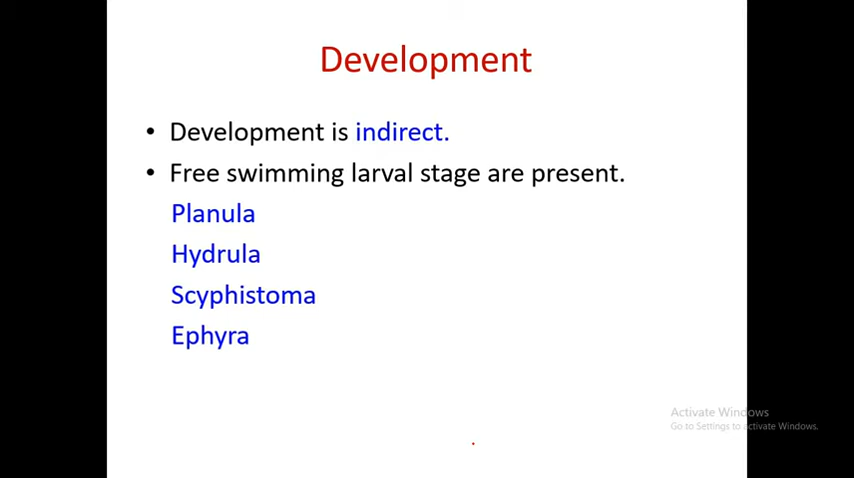 Development
• Development is indirect.
• Free swimming larval stage are present.
Planula
Hydrula
Scyphistoma
Ephyra
Activate Windows
Go to Settings to activate Windows.